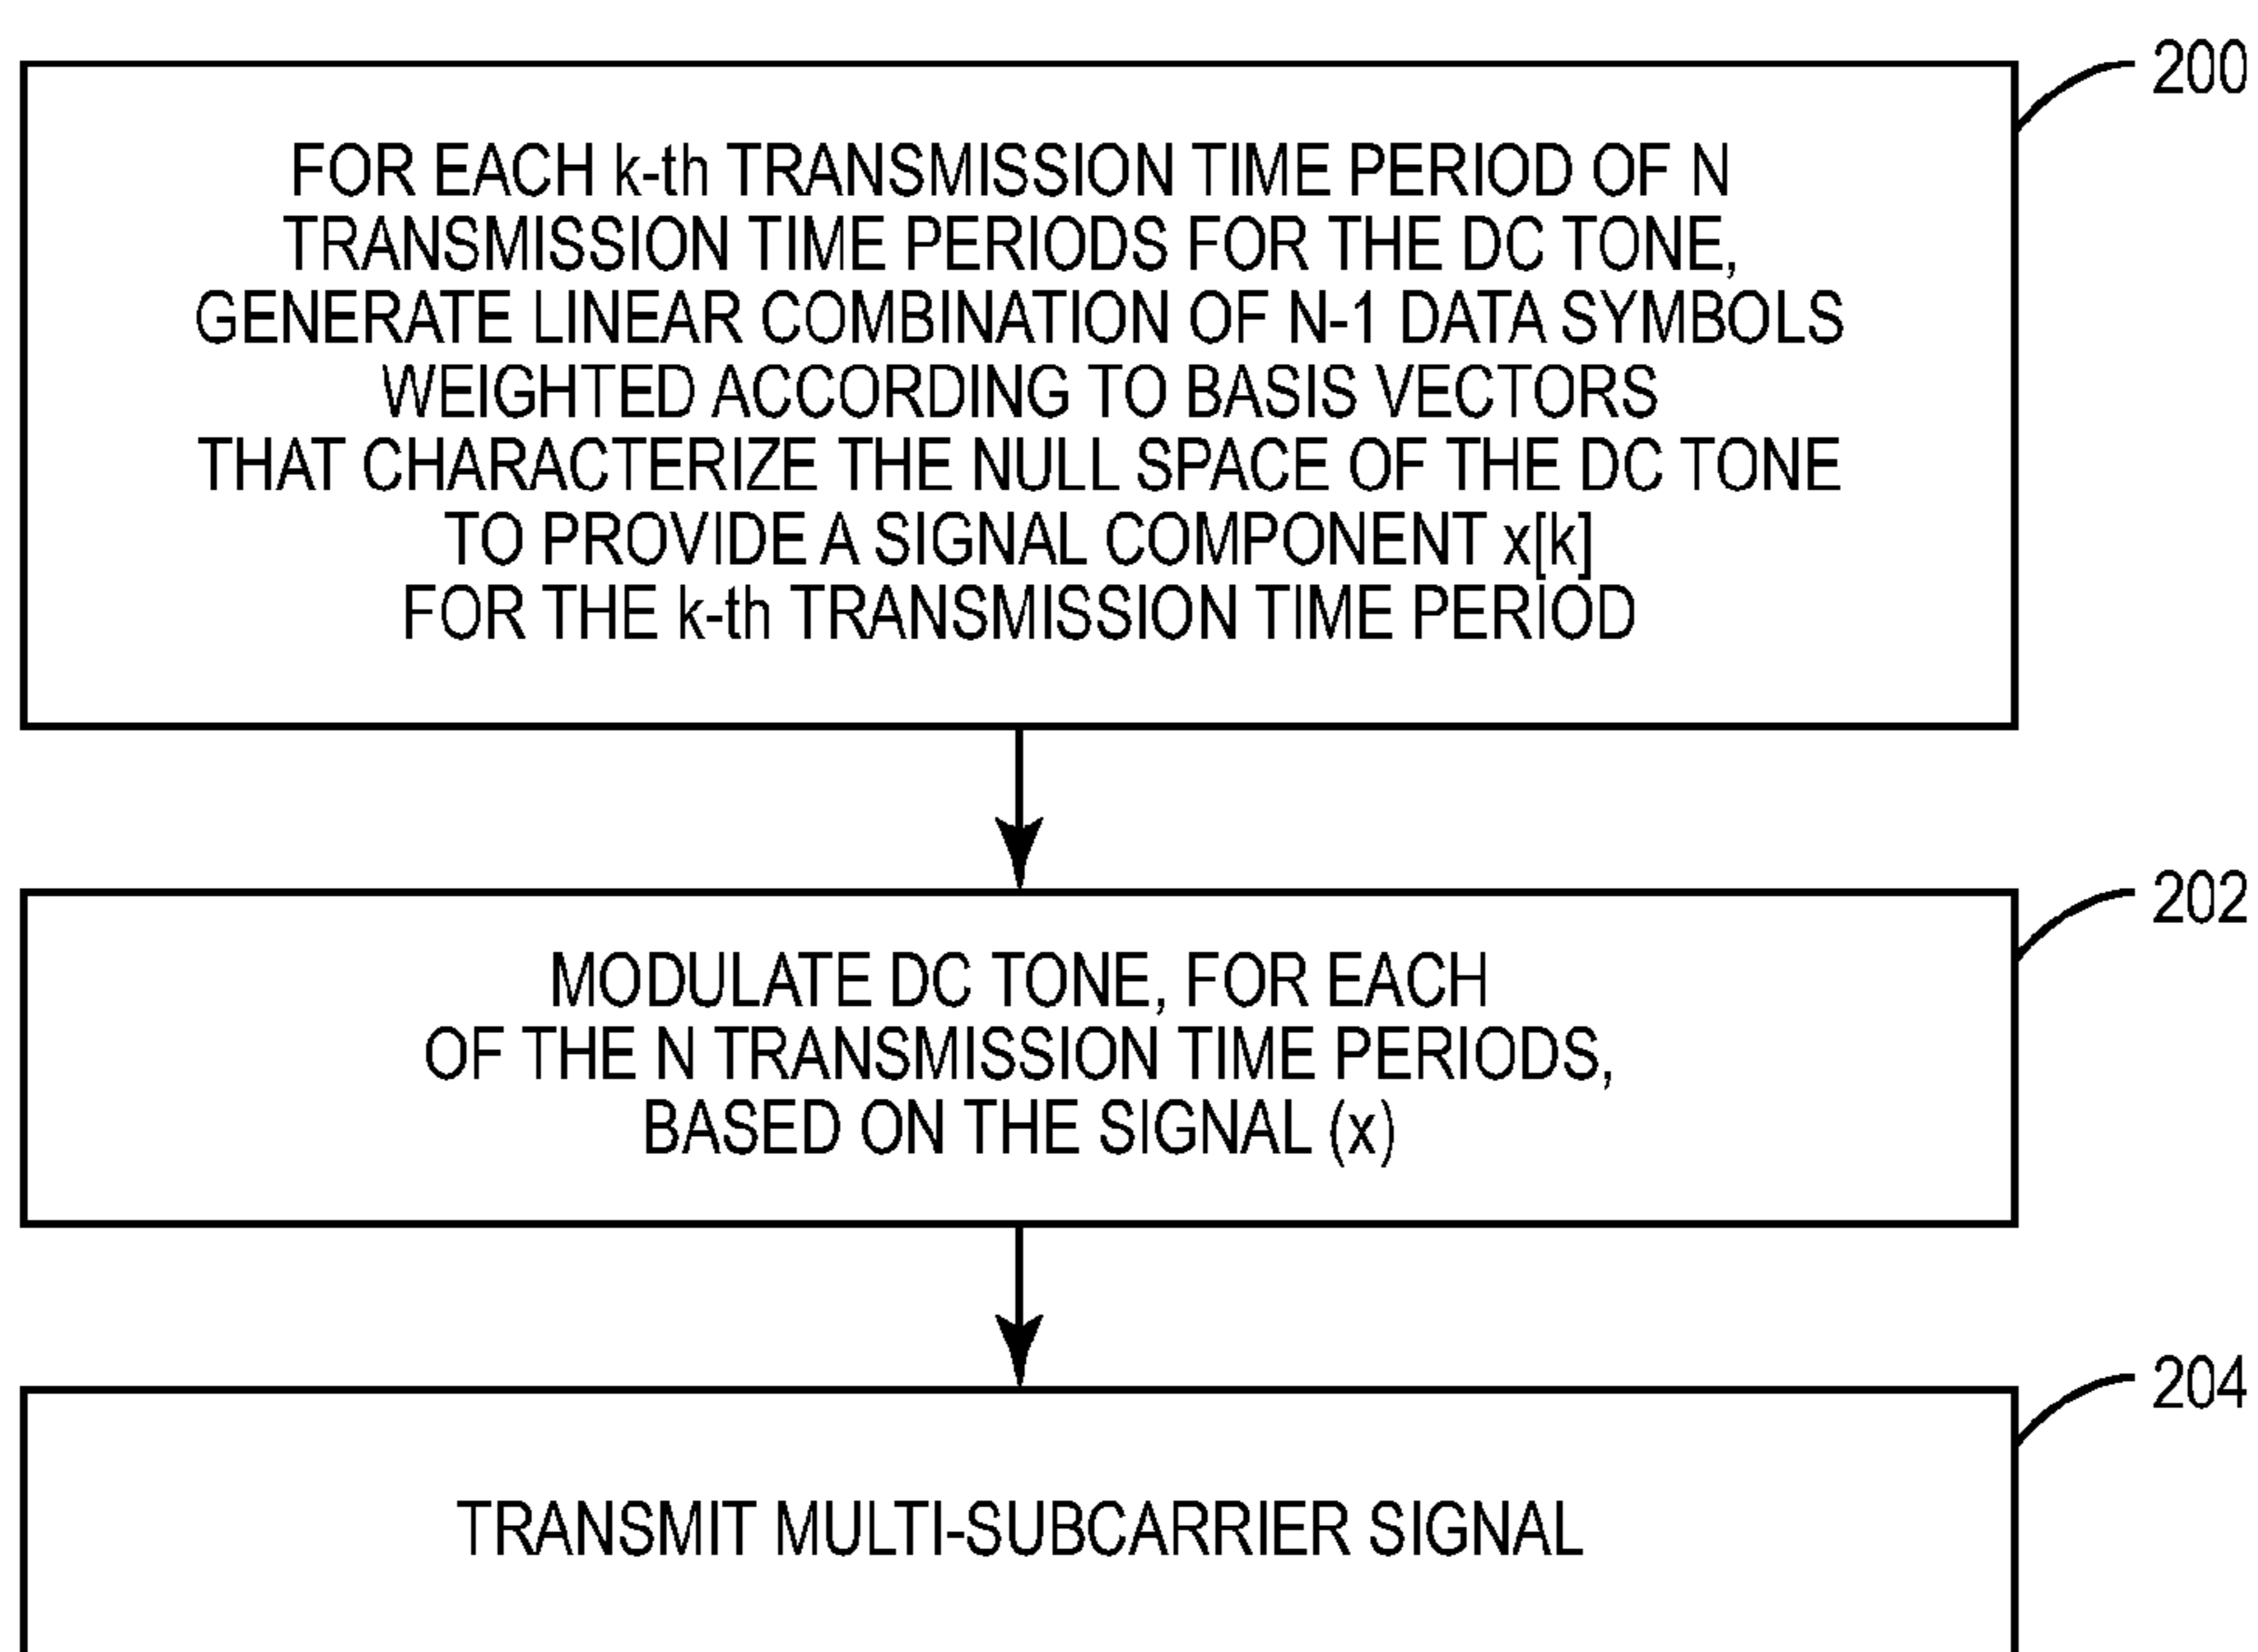 200
FOR EACH k-th TRANSMISSION TIME PERIOD OF N
TRANSMISSION TIME PERIODS FOR THE DC TONE,
GENERATE LINEAR COMBINATION OF N-1 DATA SYMBOLS
WEIGHTED ACCORDING TO BASIS VECTORS
THAT CHARACTERIZE THE NULL SPACE OF THE DC TONE
TO PROVIDE A SIGNAL COMPONENT x[k]
FOR THE k-th TRANSMISSION TIME PERIOD
202
MODULATE DC TONE, FOR EACH
OF THE N TRANSMISSION TIME PERIODS,
BASED ON THE SIGNAL (x)
204
TRANSMIT MULTI-SUBCARRIER SIGNAL